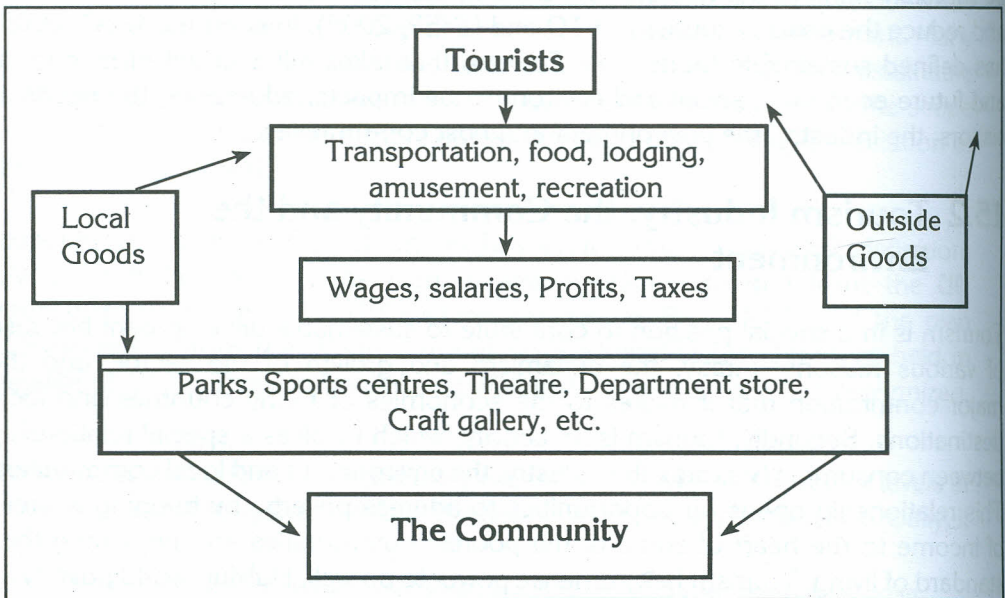 Tourists
Transportation, food, lodging,
amusement, recreation
Local
Goods
Outside
Goods
Wages, salaries, Profits, Taxes
Parks, Sports centres, Theatre, Department store,
Craft gallery, etc.
The Community